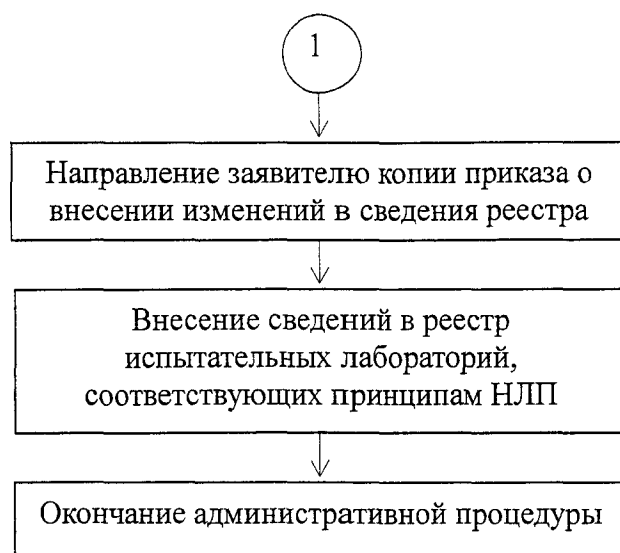 1
Направление заявителю копии приказа о
внесении изменений в сведения реестра
Внесение сведений в реестр
испытательных лабораторий,
соответствующих принципам НЛП
Окончание административной процедуры